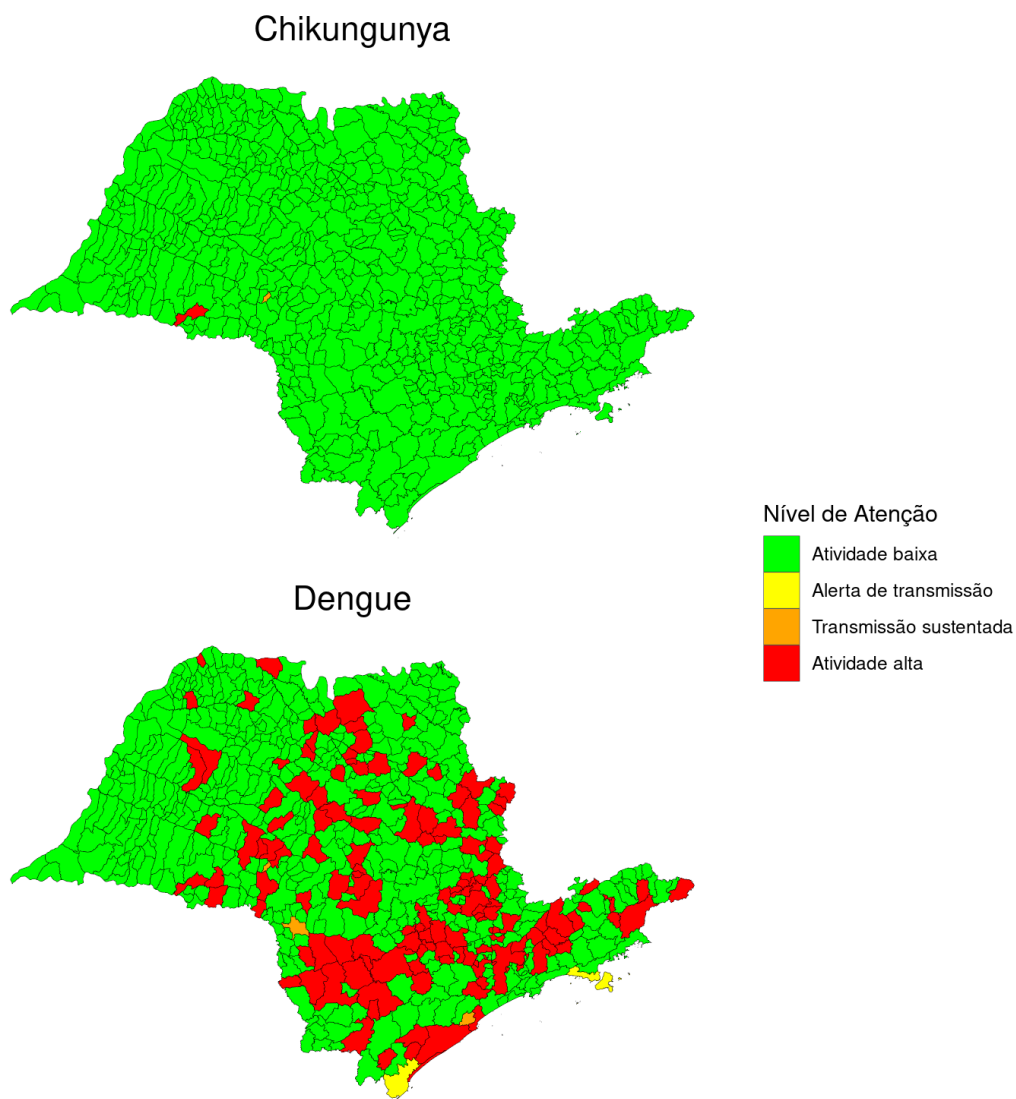 Chikungunya
Nível de Atenção
Atividade baixa
Alerta de transmissão
Transmissão sustentada
Atividade alta
Dengue